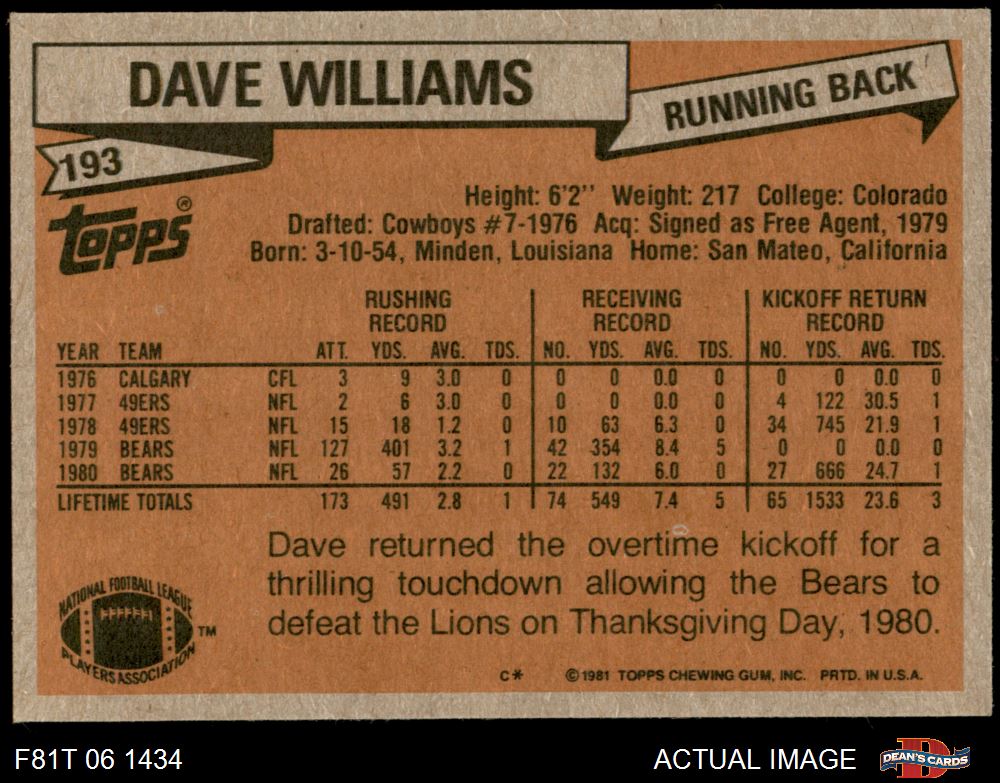 DAVE WILLIAMS
RUNNING BACK
193
TOPPS®
Height: 6'2'' Weight: 217 College: Colorado
Drafted: Cowboys #7-1976 Acq: Signed as Free Agent, 1979
Born: 3-10-54, Minden, Louisiana Home: San Mateo, California
RUSHING RECORD RECEIVING RECORD KICKOFF RETURN RECORD
YEAR TEAM ATT. YDS. AVG. TDS. NO. YDS. AVG. TDS. NO. YDS. AVG. TDS.
1976 CALGARY CFL 3 9 3.0 0 0 0 0.0 0 0 0 0.0 0
1977 49ERS NFL 2 6 3.0 0 0 0 0.0 0 4 122 30.5 1
1978 49ERS NFL 15 18 1.2 0 10 63 6.3 0 34 745 21.9 1
1979 BEARS NFL 127 401 3.2 1 42 354 8.4 5 0 0 0.0 0
1980 BEARS NFL 26 57 2.2 0 22 132 6.0 0 27 666 24.7 1
LIFETIME TOTALS 173 491 2.8 1 74 549 7.4 5 65 1533 23.6 3
Dave returned the overtime kickoff for a
thrilling touchdown allowing the Bears to
defeat the Lions on Thanksgiving Day, 1980.
NATIONAL FOOTBALL LEAGUE
PLAYERS ASSOCIATION
TM
C* ©1981 TOPPS CHEWING GUM, INC. PRTD. IN U.S.A.
F81T 06 1434
ACTUAL IMAGE
D
DEAN'S CARDS